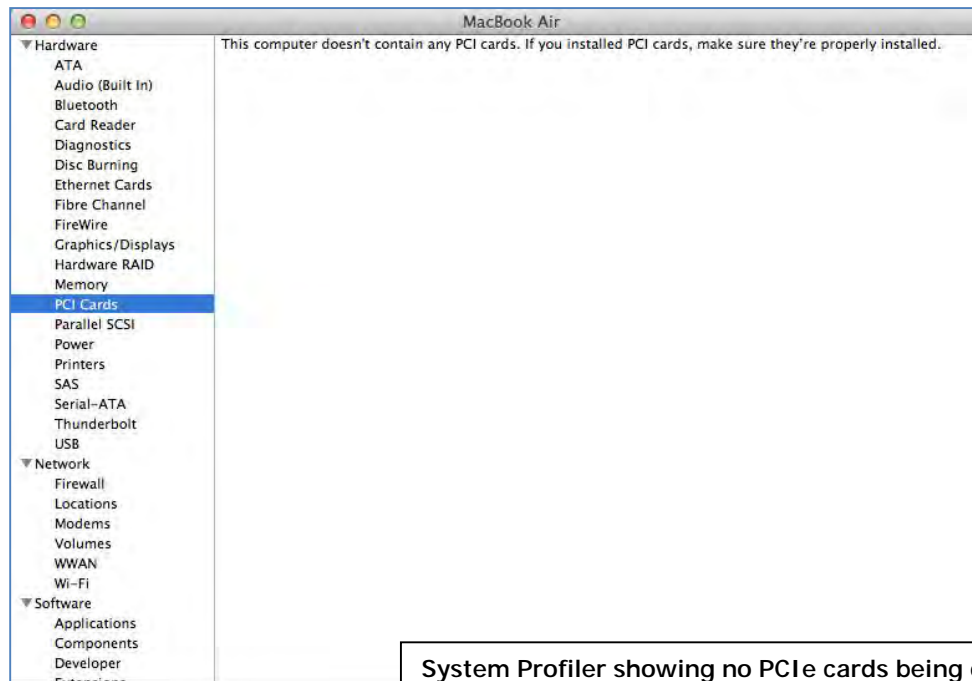 MacBook Air
Hardware
ATA
Audio (Built In)
Bluetooth
Card Reader
Diagnostics
Disc Burning
Ethernet Cards
Fibre Channel
FireWire
Graphics/Displays
Hardware RAID
Memory
PCI Cards
Parallel SCSI
Power
Printers
SAS
Serial-ATA
Thunderbolt
USB
Network
Firewall
Locations
Modems
Volumes
WWAN
Wi-Fi
Software
Applications
Components
Developer
This computer doesn't contain any PCI cards. If you installed PCI cards, make sure they're properly installed.
System Profiler showing no PCIe cards being